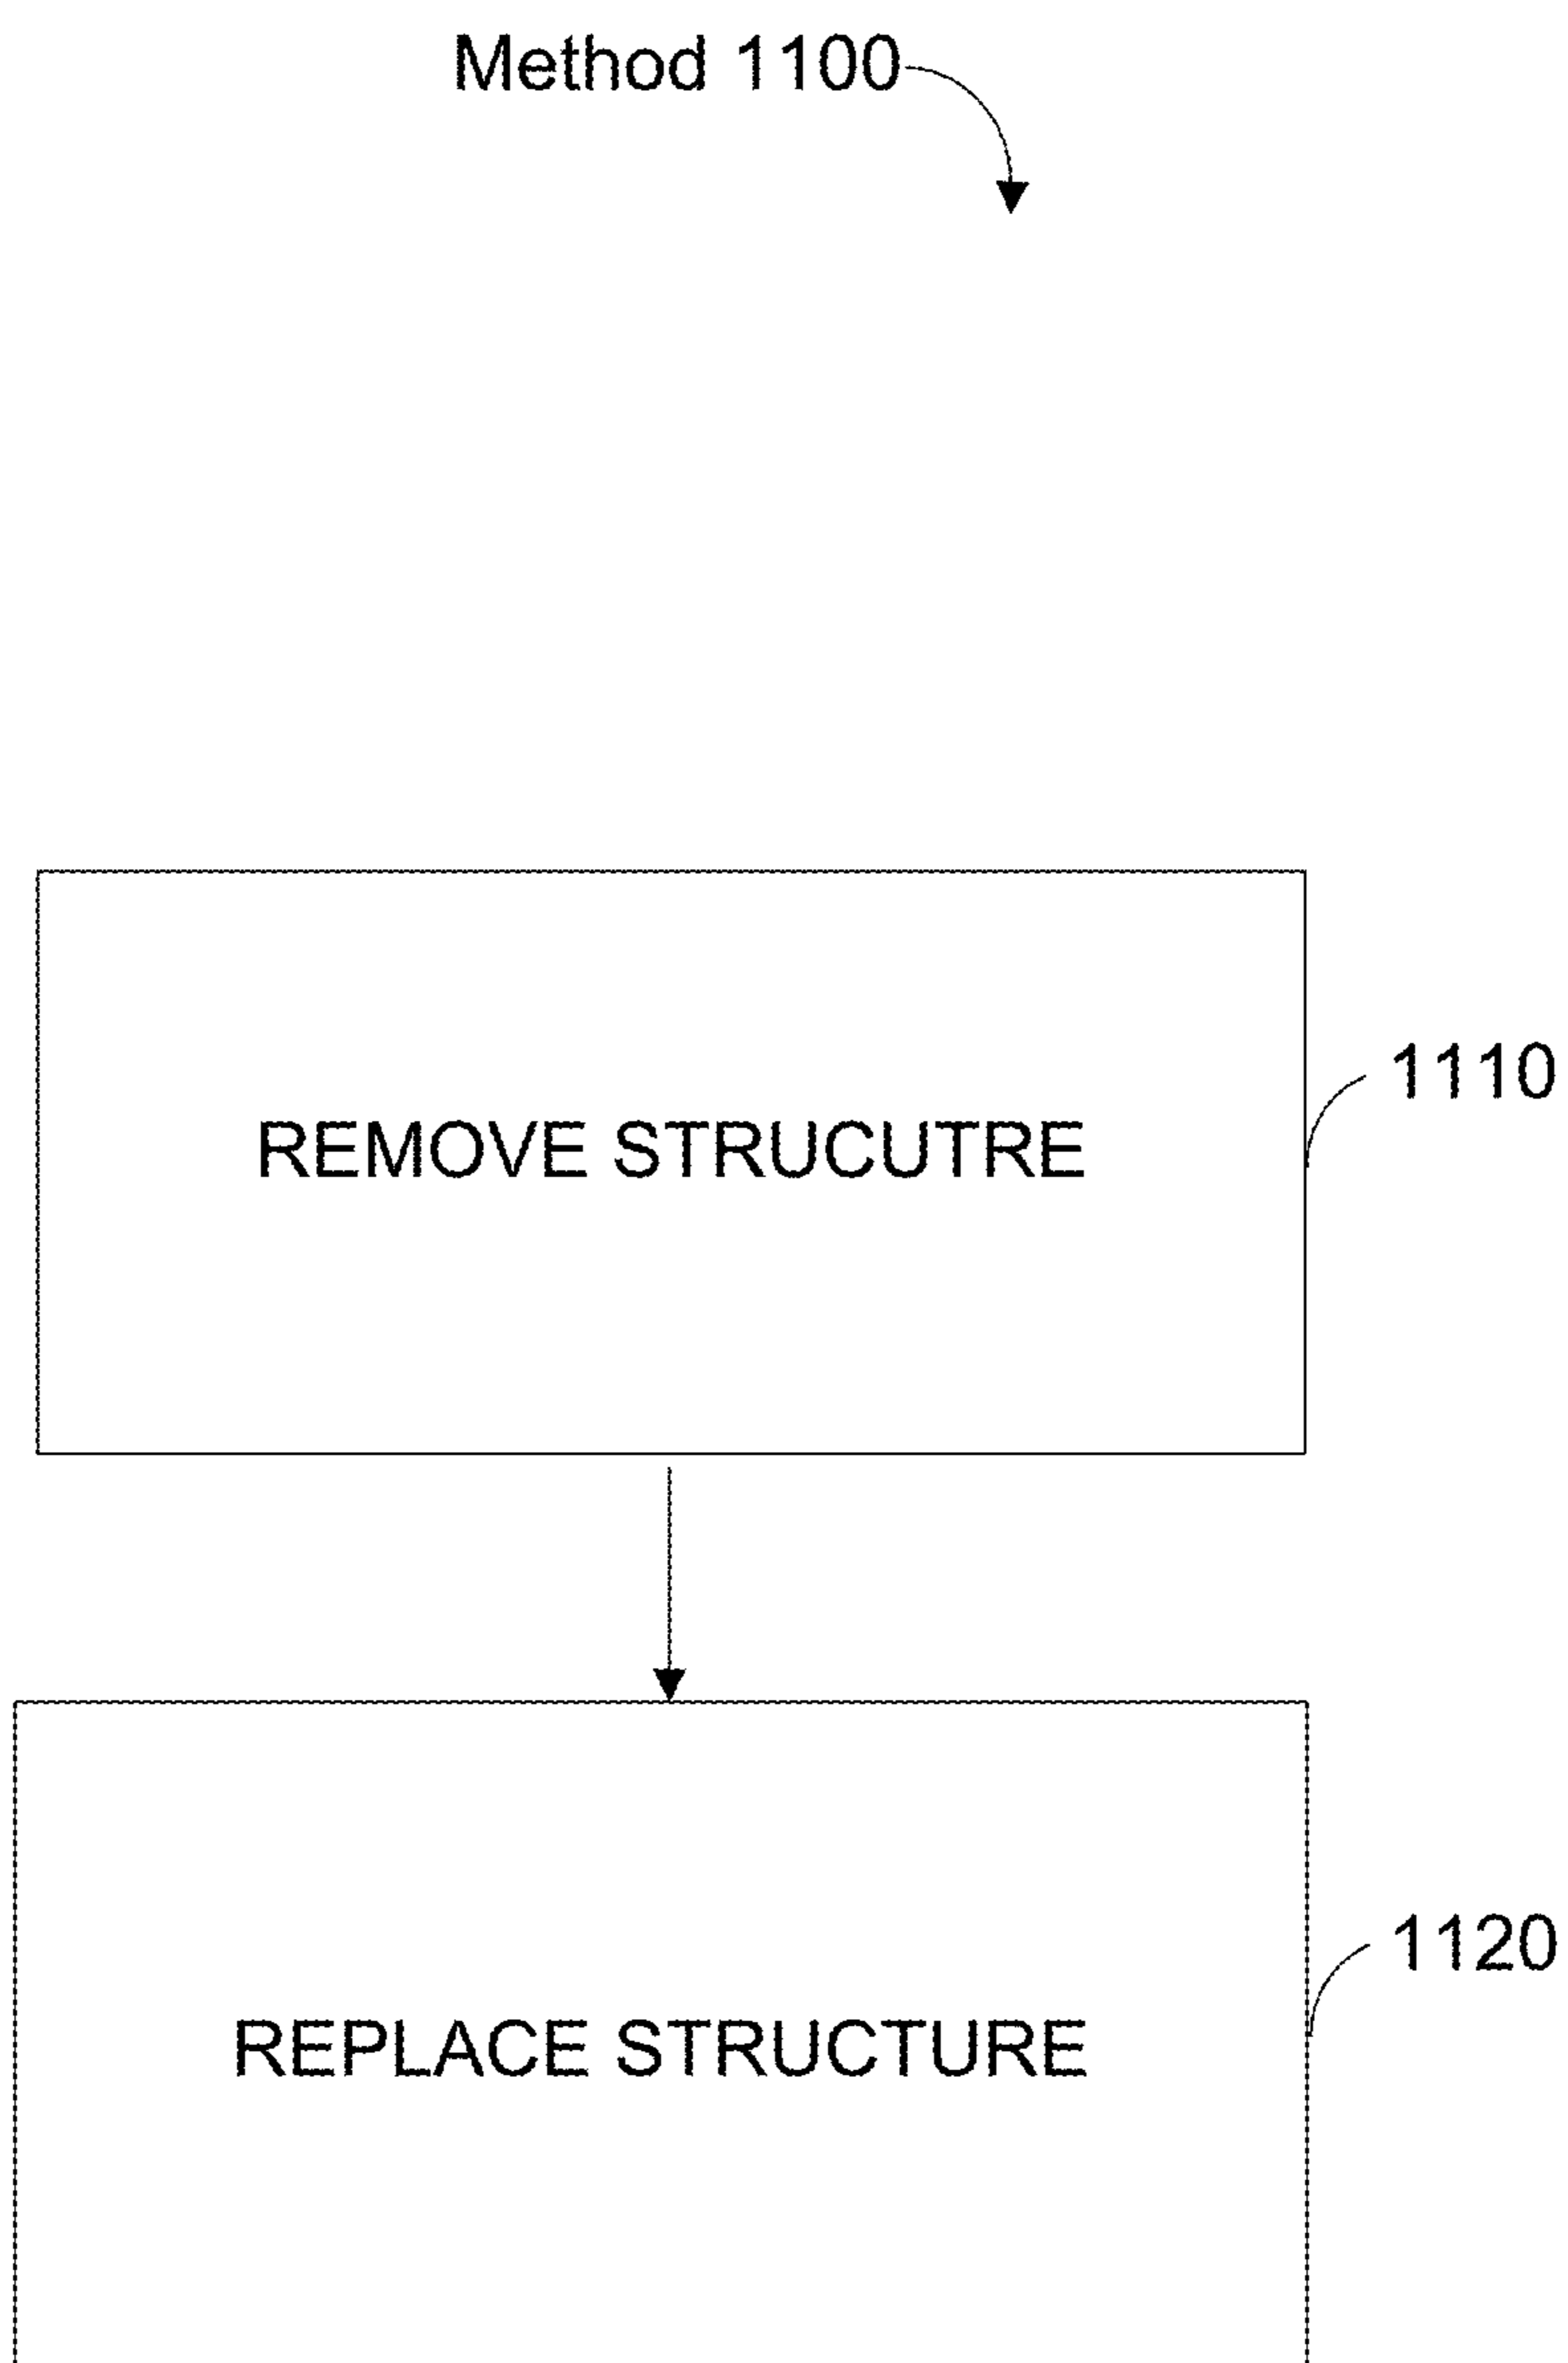 Method 1100
1110
REMOVE STRUCUTRE
1120
REPLACE STRUCTURE